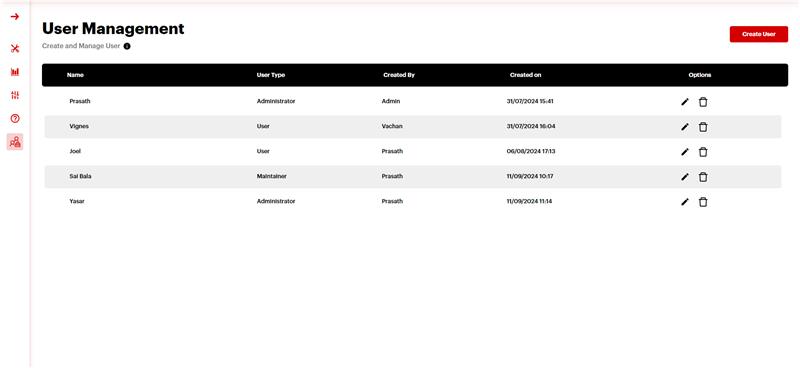 User Management
Create and Manage User
Create User
Name User Type Created By Created on Options
Prasath Administrator Admin 31/07/2024 15:41
Vignes User Vachan 31/07/2024 16:04
Joel User Prasath 06/08/2024 17:13
Sai Bala Maintainer Prasath 11/09/2024 10:17
Yasar Administrator Prasath 11/09/2024 11:14